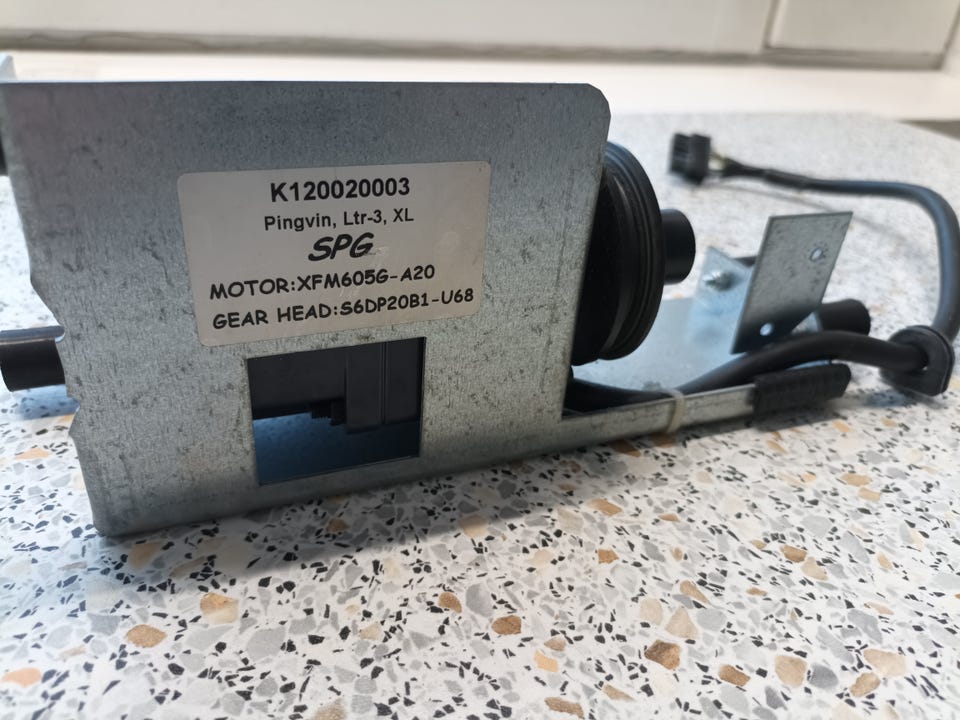 K120020003
Pingvin, Ltr-3, XL
SPG
MOTOR:XFM605G-A20
GEAR HEAD:S6DP20B1-U68